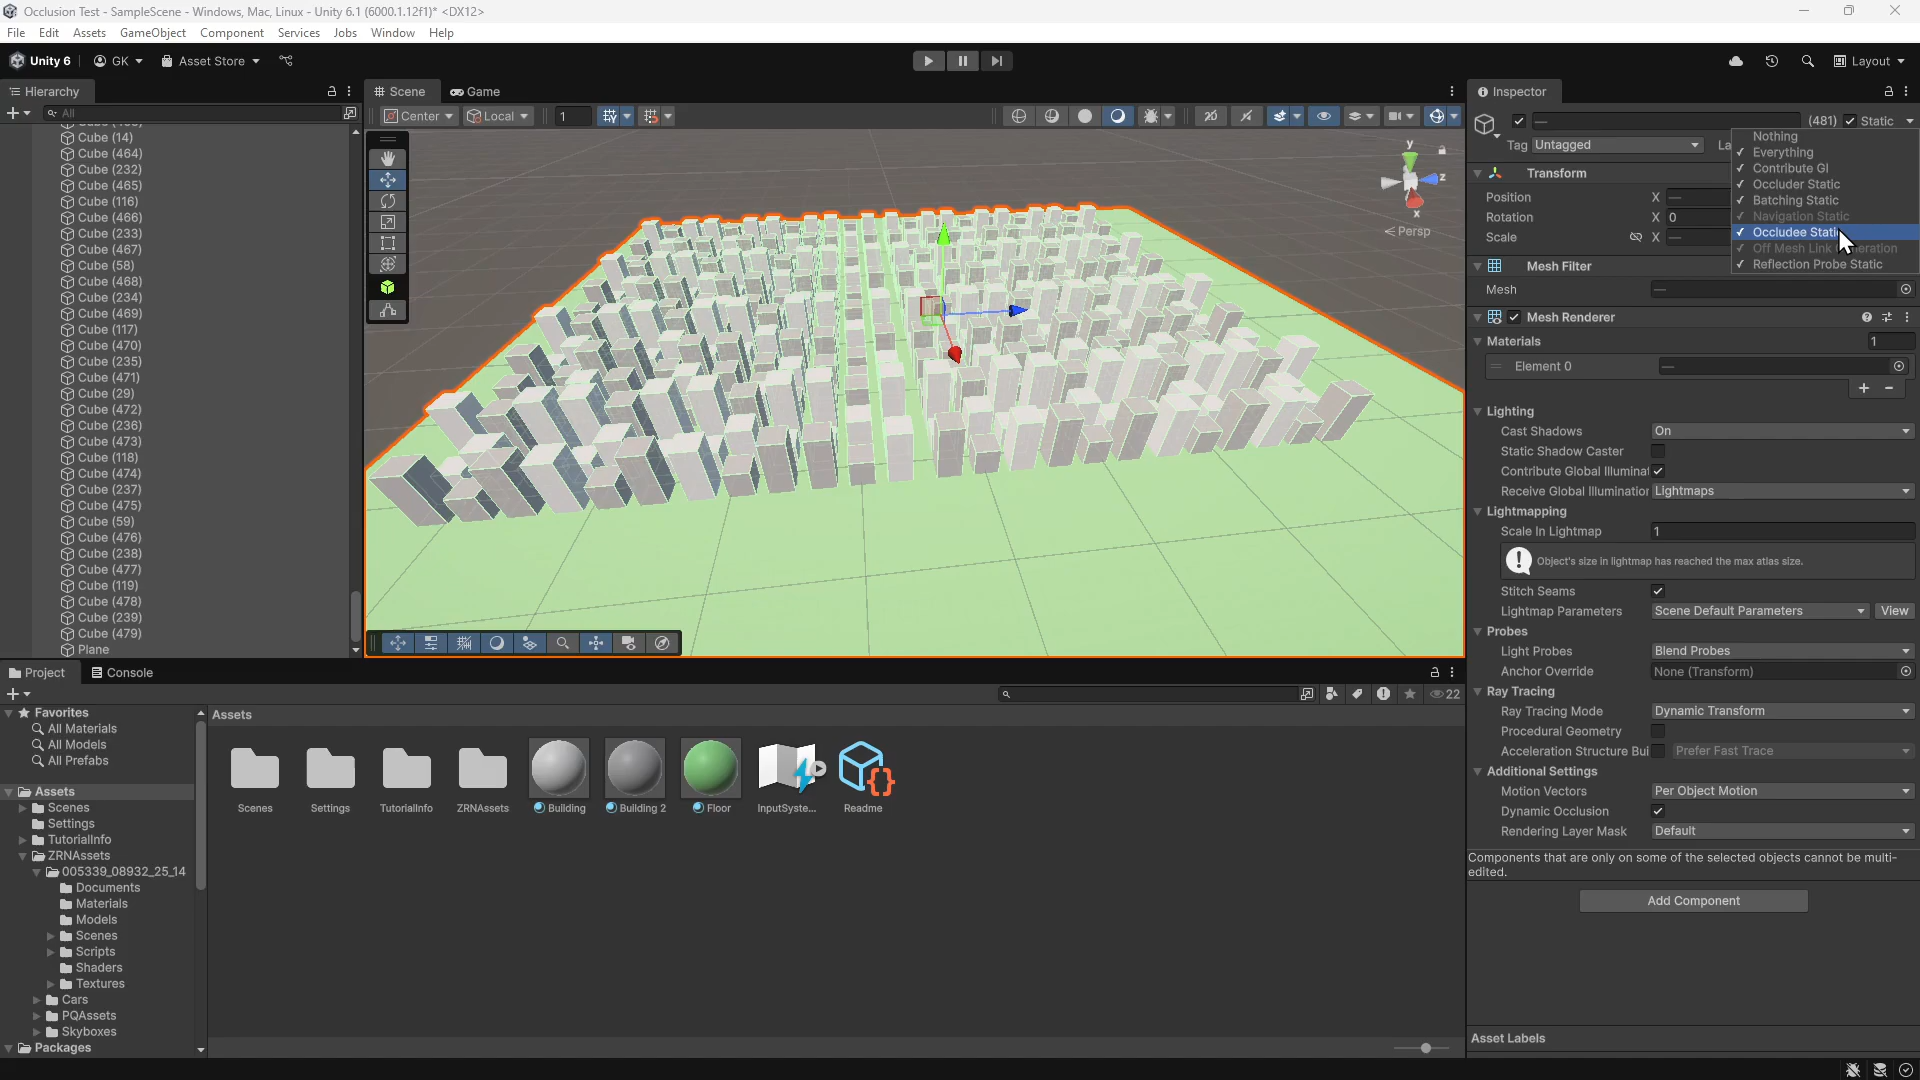 Occlusion Test - SampleScene - Windows, Mac, Linux - Unity 6.1 (6000.1.12f1)* <DX12>
File Edit Assets GameObject Component Services Jobs Window Help
Unity 6 GK Asset Store Layout
Hierarchy
All
Cube (14)
Cube (464)
Cube (232)
Cube (465)
Cube (116)
Cube (466)
Cube (233)
Cube (467)
Cube (58)
Cube (468)
Cube (234)
Cube (469)
Cube (117)
Cube (470)
Cube (235)
Cube (471)
Cube (29)
Cube (472)
Cube (236)
Cube (473)
Cube (118)
Cube (474)
Cube (237)
Cube (475)
Cube (59)
Cube (476)
Cube (238)
Cube (477)
Cube (119)
Cube (478)
Cube (239)
Cube (479)
Plane
Scene Game
Center Local 1 2D
y
z
x
< Persp
Inspector
— (481) Static
Tag Untagged
Nothing
Everything
Contribute GI
Occluder Static
Batching Static
Navigation Static
Occludee Static
Reflection Probe Static
Transform
Position X —
Rotation X 0
Scale X —
Mesh Filter
Mesh —
Mesh Renderer
Materials 1
Element 0 —
Lighting
Cast Shadows On
Static Shadow Caster
Contribute Global Illuminat
Receive Global Illumination Lightmaps
Lightmapping
Scale In Lightmap 1
Object's size in lightmap has reached the max atlas size.
Stitch Seams
Lightmap Parameters Scene Default Parameters View
Probes
Light Probes Blend Probes
Anchor Override None (Transform)
Ray Tracing
Ray Tracing Mode Dynamic Transform
Procedural Geometry
Acceleration Structure Bui Prefer Fast Trace
Additional Settings
Motion Vectors Per Object Motion
Dynamic Occlusion
Rendering Layer Mask Default
Components that are only on some of the selected objects cannot be multi-
edited.
Add Component
Asset Labels
Project Console
22
Favorites
All Materials
All Models
All Prefabs
Assets
Scenes
Settings
TutorialInfo
ZRNAssets
005339_08932_25_14
Documents
Materials
Models
Scenes
Scripts
Shaders
Textures
Cars
PQAssets
Skyboxes
Packages
Assets
Scenes Settings TutorialInfo ZRNAssets Building Building 2 Floor InputSyste... Readme